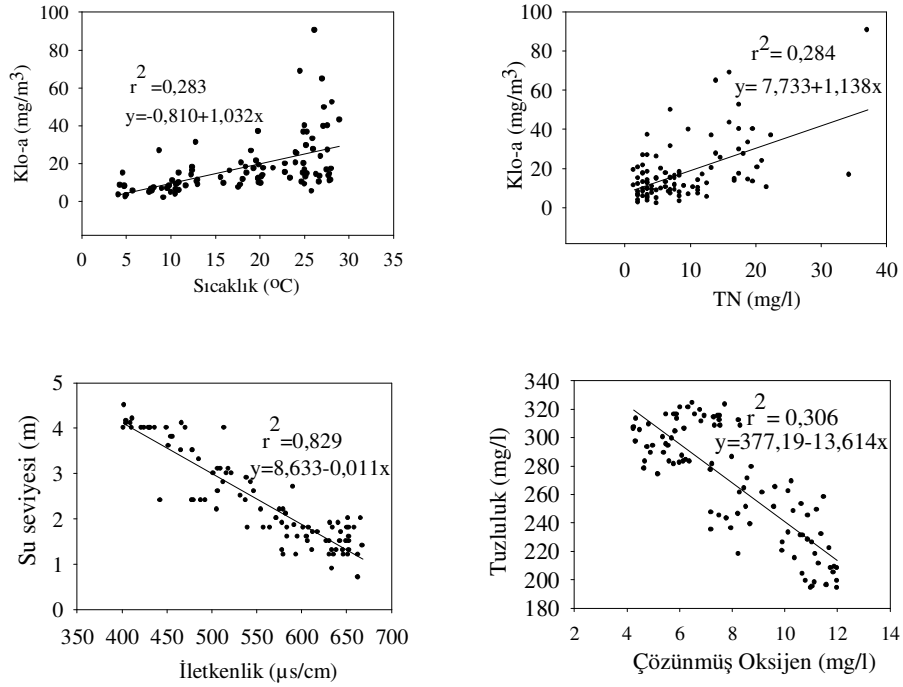 100
80
60
40
20
0
Klo-a (mg/m³)
r²=0,283
y=-0,810+1,032x
0 5 10 15 20 25 30 35
Sıcaklık (ºC)
100
80
60
40
20
0
Klo-a (mg/m³)
r²=0,284
y= 7,733+1,138x
0 10 20 30 40
TN (mg/l)
5
4
3
2
1
0
Su seviyesi (m)
r²=0,829
y=8,633-0,011x
350 400 450 500 550 600 650 700
İletkenlik (µs/cm)
340
320
300
280
260
240
220
200
180
Tuzluluk (mg/l)
r²=0,306
y=377,19-13,614x
2 4 6 8 10 12 14
Çözünmüş Oksijen (mg/l)